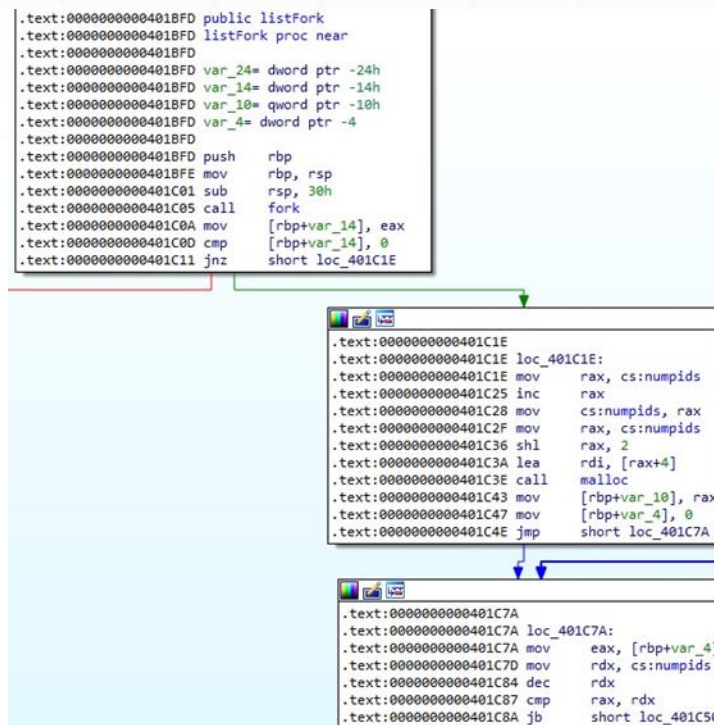 .text:0000000000401BFD public listFork
.text:0000000000401BFD listFork proc near
.text:0000000000401BFD
.text:0000000000401BFD var_24= dword ptr -24h
.text:0000000000401BFD var_14= dword ptr -14h
.text:0000000000401BFD var_10= qword ptr -10h
.text:0000000000401BFD var_4= dword ptr -4
.text:0000000000401BFD
.text:0000000000401BFD push rbp
.text:0000000000401BFE mov rbp, rsp
.text:0000000000401C01 sub rsp, 30h
.text:0000000000401C05 call fork
.text:0000000000401C0A mov [rbp+var_14], eax
.text:0000000000401C0D cmp [rbp+var_14], 0
.text:0000000000401C11 jnz short loc_401C1E
.text:0000000000401C1E
.text:0000000000401C1E loc_401C1E:
.text:0000000000401C1E mov rax, cs:numpids
.text:0000000000401C25 inc rax
.text:0000000000401C28 mov cs:numpids, rax
.text:0000000000401C2F mov rax, cs:numpids
.text:0000000000401C36 shl rax, 2
.text:0000000000401C3A lea rdi, [rax+4]
.text:0000000000401C3E call malloc
.text:0000000000401C43 mov [rbp+var_10], rax
.text:0000000000401C47 mov [rbp+var_4], 0
.text:0000000000401C4E jmp short loc_401C7A
.text:0000000000401C7A
.text:0000000000401C7A loc_401C7A:
.text:0000000000401C7A mov eax, [rbp+var_4]
.text:0000000000401C7D mov rdx, cs:numpids
.text:0000000000401C84 dec rdx
.text:0000000000401C87 cmp rax, rdx
.text:0000000000401C8A jb short